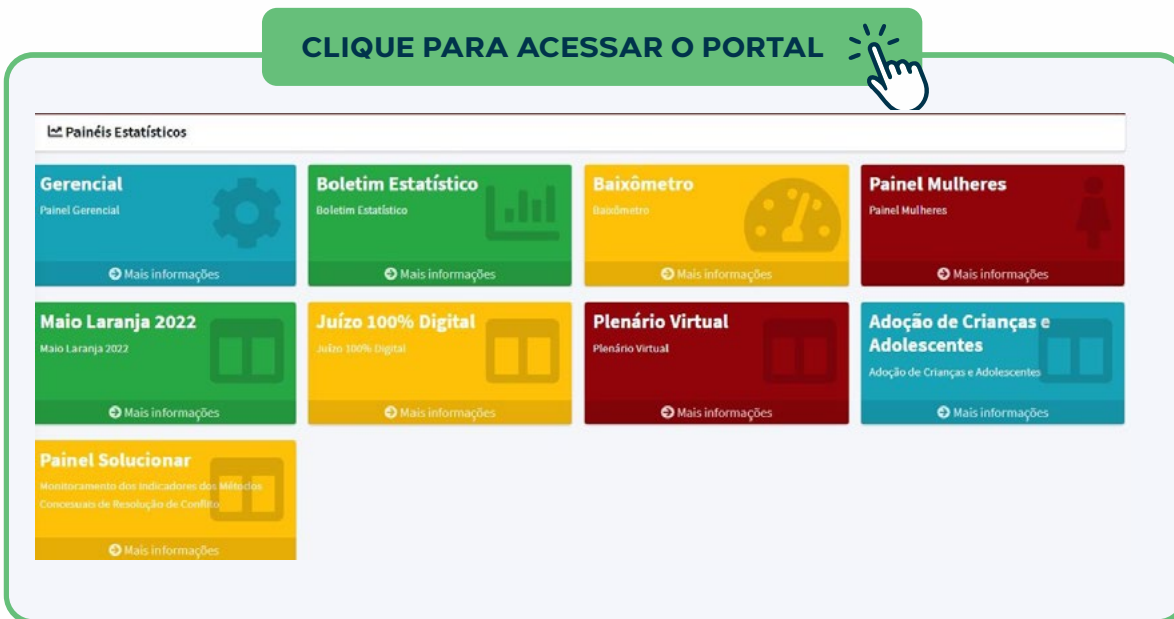 CLIQUE PARA ACESSAR O PORTAL
Painéis Estatísticos
Gerencial
Painel Gerencial
Mais informações
Boletim Estatístico
Boletim Estatístico
Mais informações
Baixômetro
Baixômetro
Mais informações
Painel Mulheres
Painel Mulheres
Mais informações
Maio Laranja 2022
Maio Laranja 2022
Mais informações
Juízo 100% Digital
Juízo 100% Digital
Mais informações
Plenário Virtual
Plenário Virtual
Mais informações
Adoção de Crianças e
Adolescentes
Adoção de Crianças e Adolescentes
Mais informações
Painel Solucionar
Monitoramento dos Indicadores dos Métodos
Concesuais de Resolução de Conflito
Mais informações